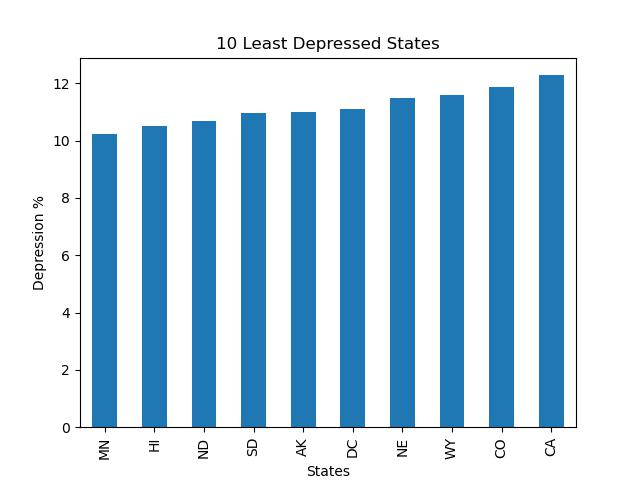 10 Least Depressed States
Depression %
12
10
8
6
4
2
0
MN HI ND SD AK DC NE WY CO CA
States